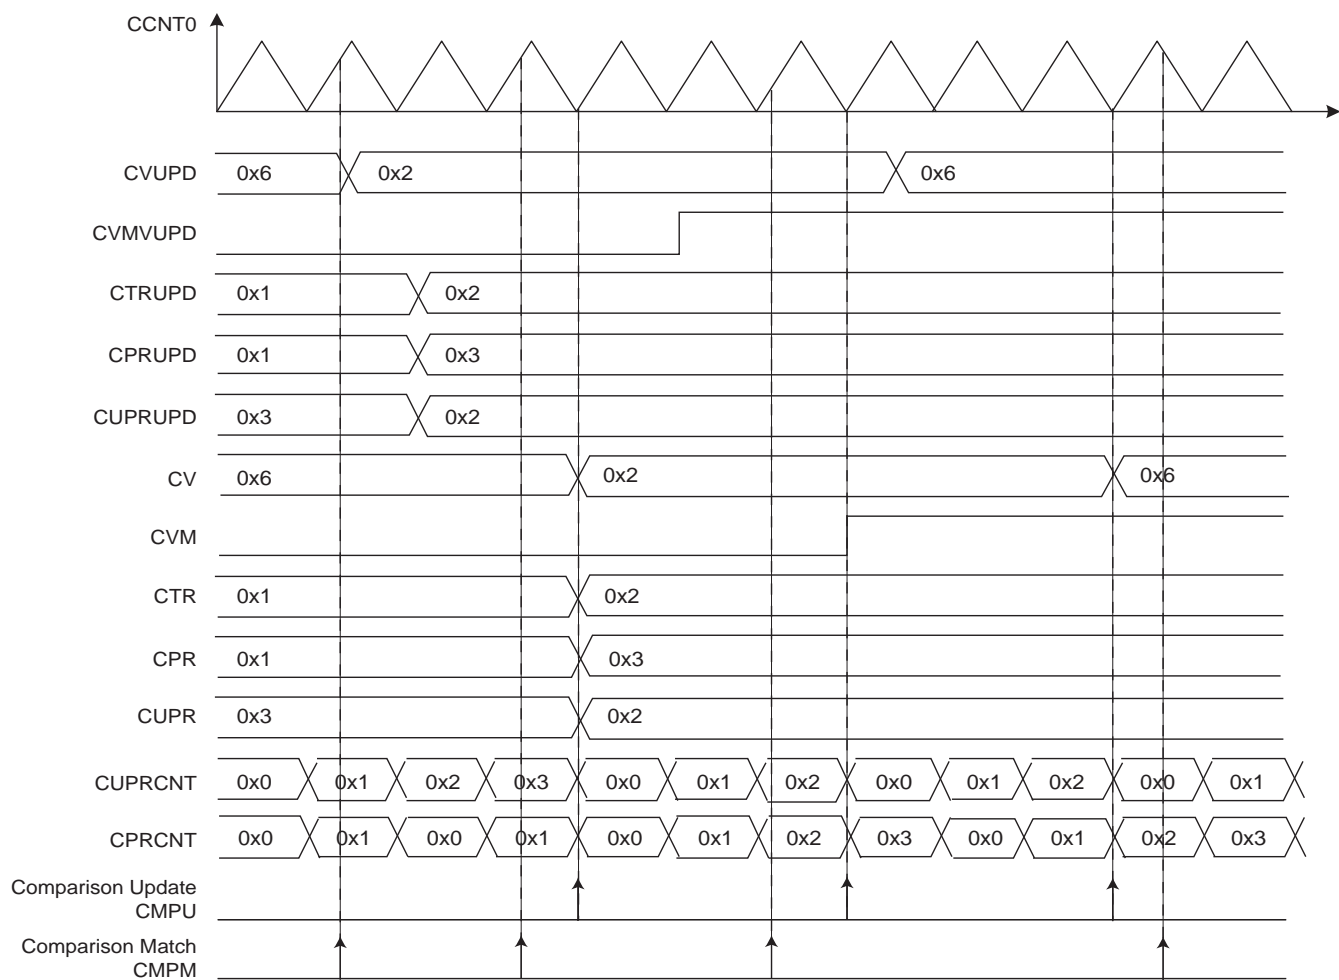 CCNT0
CVUPD 0x6 0x2 0x6
CVMVUPD
CTRUPD 0x1 0x2
CPRUPD 0x1 0x3
CUPRUPD 0x3 0x2
CV 0x6 0x2 0x6
CVM
CTR 0x1 0x2
CPR 0x1 0x3
CUPR 0x3 0x2
CUPRCNT 0x0 0x1 0x2 0x3 0x0 0x1 0x2 0x0 0x1 0x2 0x0 0x1
CPRCNT 0x0 0x1 0x0 0x1 0x0 0x1 0x2 0x3 0x0 0x1 0x2 0x3
Comparison Update
CMPU
Comparison Match
CMPM